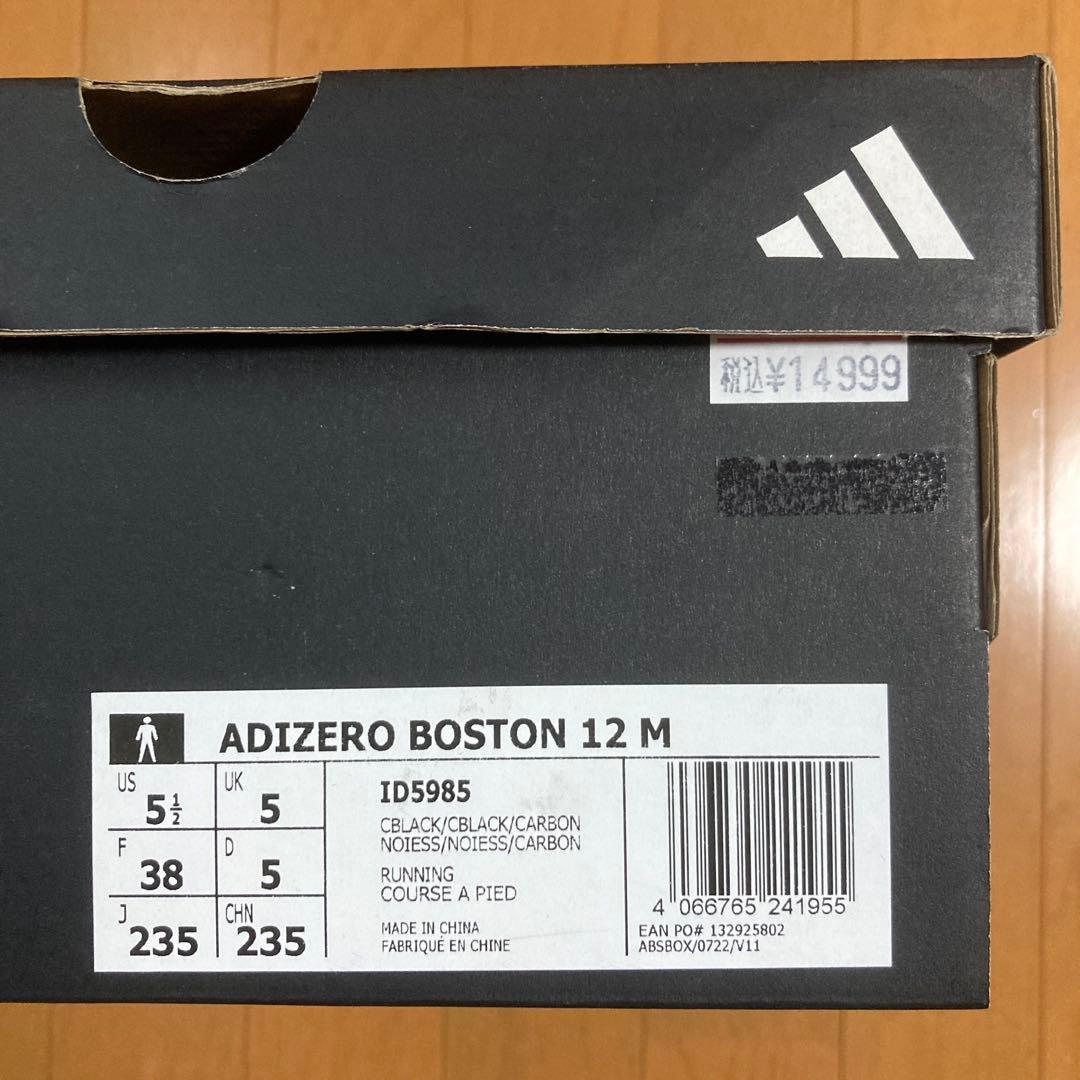 税込¥14999
ADIZERO BOSTON 12 M
US 5½
UK 5
F 38
D 5
J 235
CHN 235
ID5985
CBLACK/CBLACK/CARBON
NOIESS/NOIESS/CARBON
RUNNING
COURSE A PIED
MADE IN CHINA
FABRIQUÉ EN CHINE
4 066765 241955
EAN PO# 132925802
ABSBOX/0722/V11